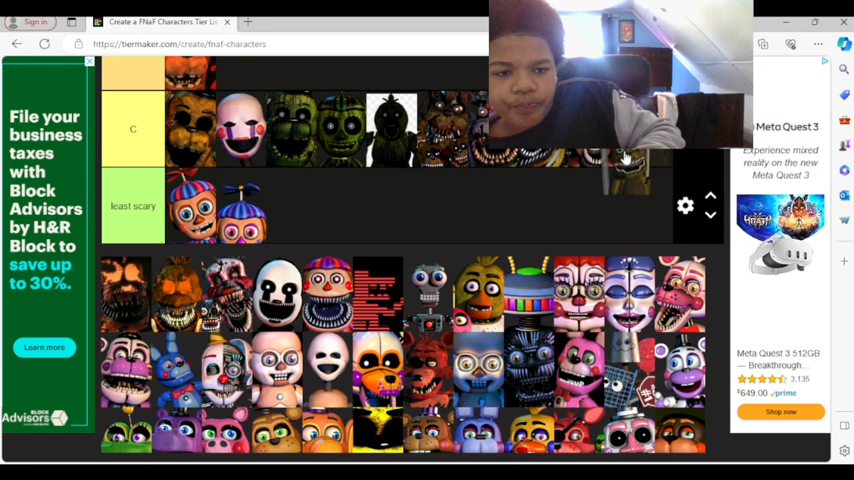 Sign in
Create a FNaF Characters Tier Lis
https://tiermaker.com/create/fnaf-characters
File your
business
taxes
with
Block
Advisors
by H&R
Block to
save up
to 30%.
Learn more
BLOCK
Advisors
C
least scary
Meta Quest 3
Experience mixed
reality on the new
Meta Quest 3
Meta Quest 3 512GB
— Breakthrough...
3,135
$649.00 prime
Shop now